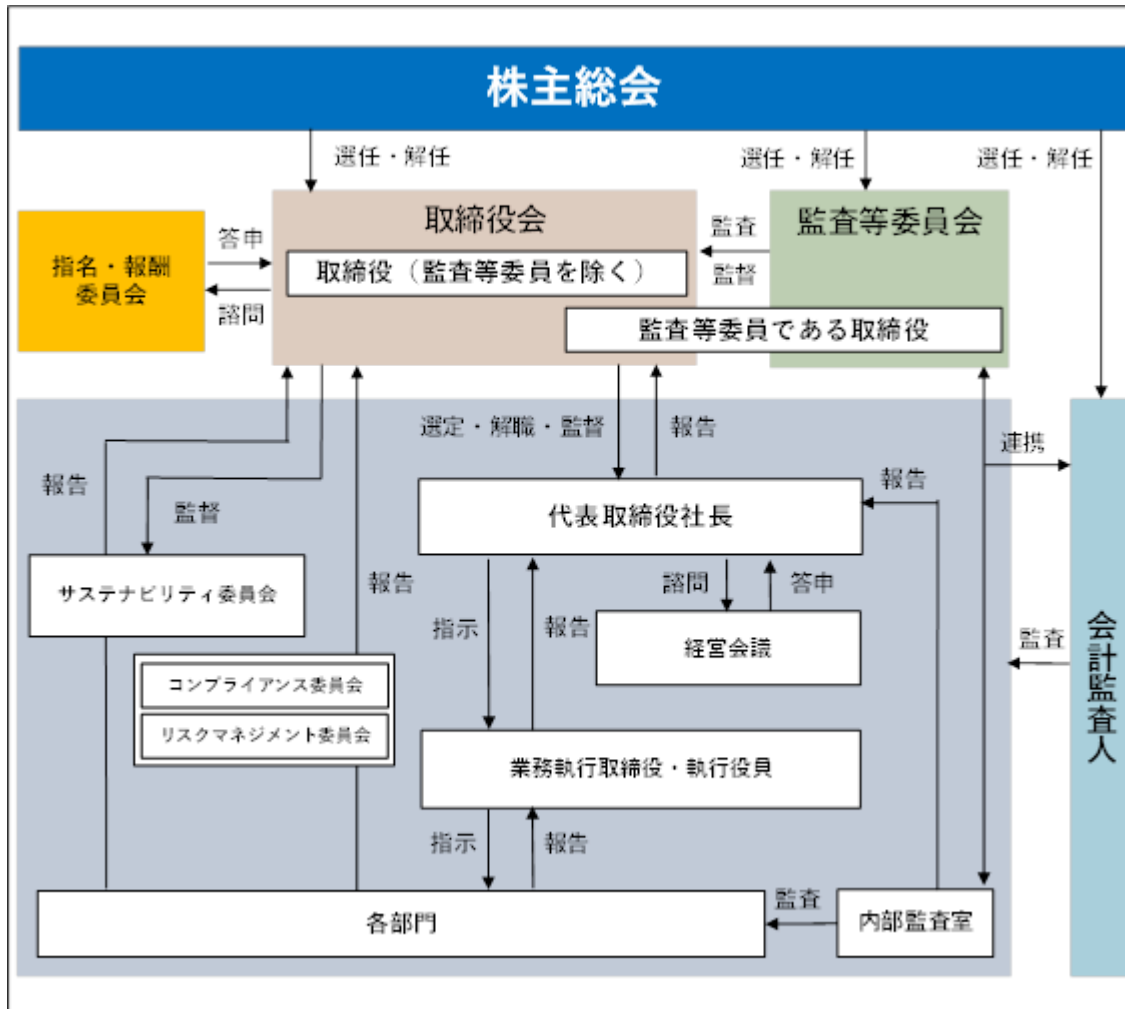 株主総会
選任・解任
選任・解任
選任・解任
取締役会
監査等委員会
指名・報酬
委員会
答申
諮問
取締役（監査等委員を除く）
監査
監督
監査等委員である取締役
選定・解職・監督
報告
連携
報告
監督
報告
代表取締役社長
サステナビリティ委員会
報告
諮問
答申
指示
報告
経営会議
監査
会計監査人
コンプライアンス委員会
リスクマネジメント委員会
業務執行取締役・執行役員
指示
報告
各部門
監査
内部監査室